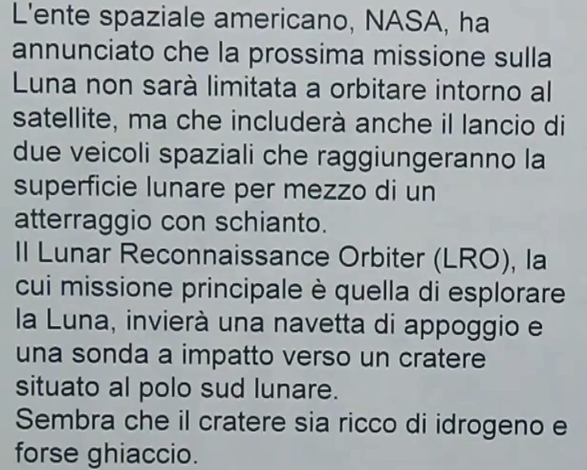 L'ente spaziale americano, NASA, ha
annunciato che la prossima missione sulla
Luna non sarà limitata a orbitare intorno al
satellite, ma che includerà anche il lancio di
due veicoli spaziali che raggiungeranno la
superficie lunare per mezzo di un
atterraggio con schianto.
Il Lunar Reconnaissance Orbiter (LRO), la
cui missione principale è quella di esplorare
la Luna, invierà una navetta di appoggio e
una sonda a impatto verso un cratere
situato al polo sud lunare.
Sembra che il cratere sia ricco di idrogeno e
forse ghiaccio.